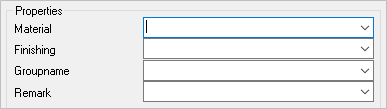 Properties
Material
Finishing
Groupname
Remark